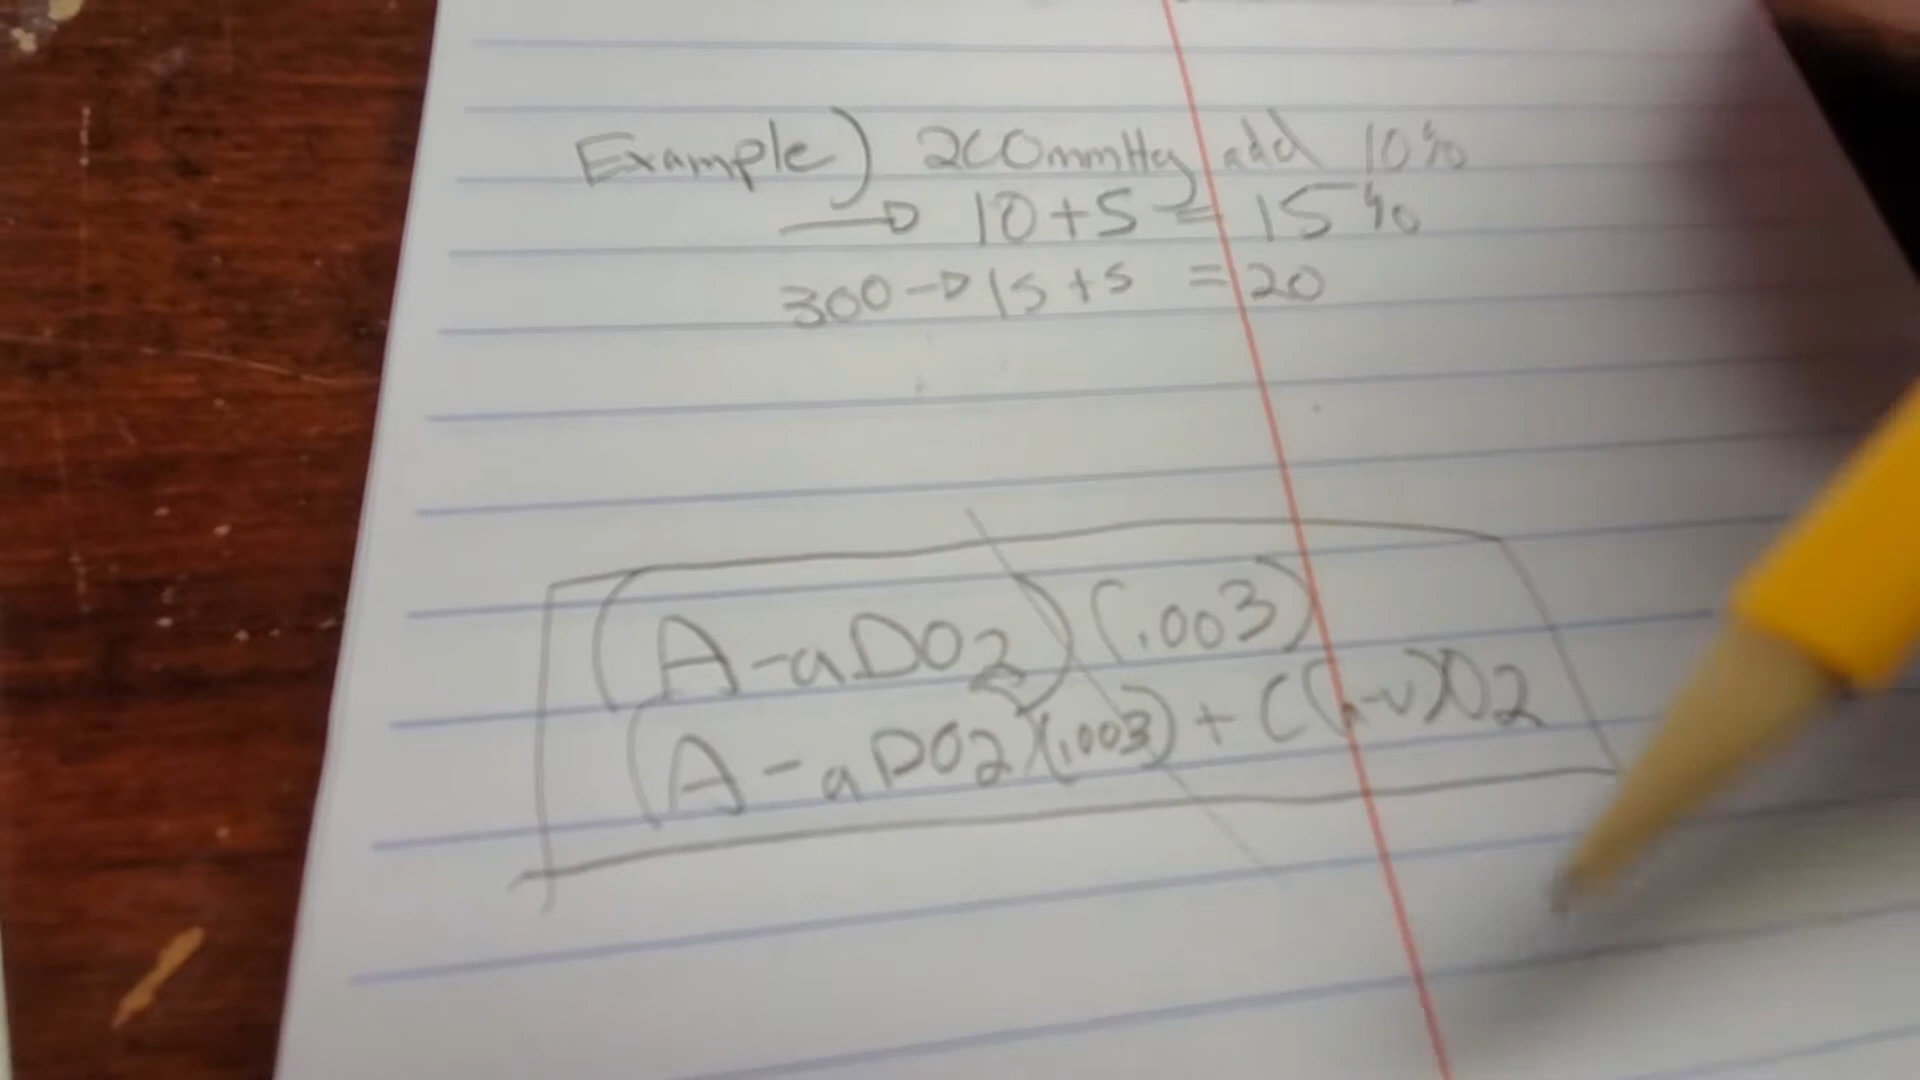 Example) 200mmHg add 10%
→ 10+5 = 15%
300 → 15 + 5 = 20
(A-aDO2)(.003)
(A-aDO2)(.003) + C(a-v)O2